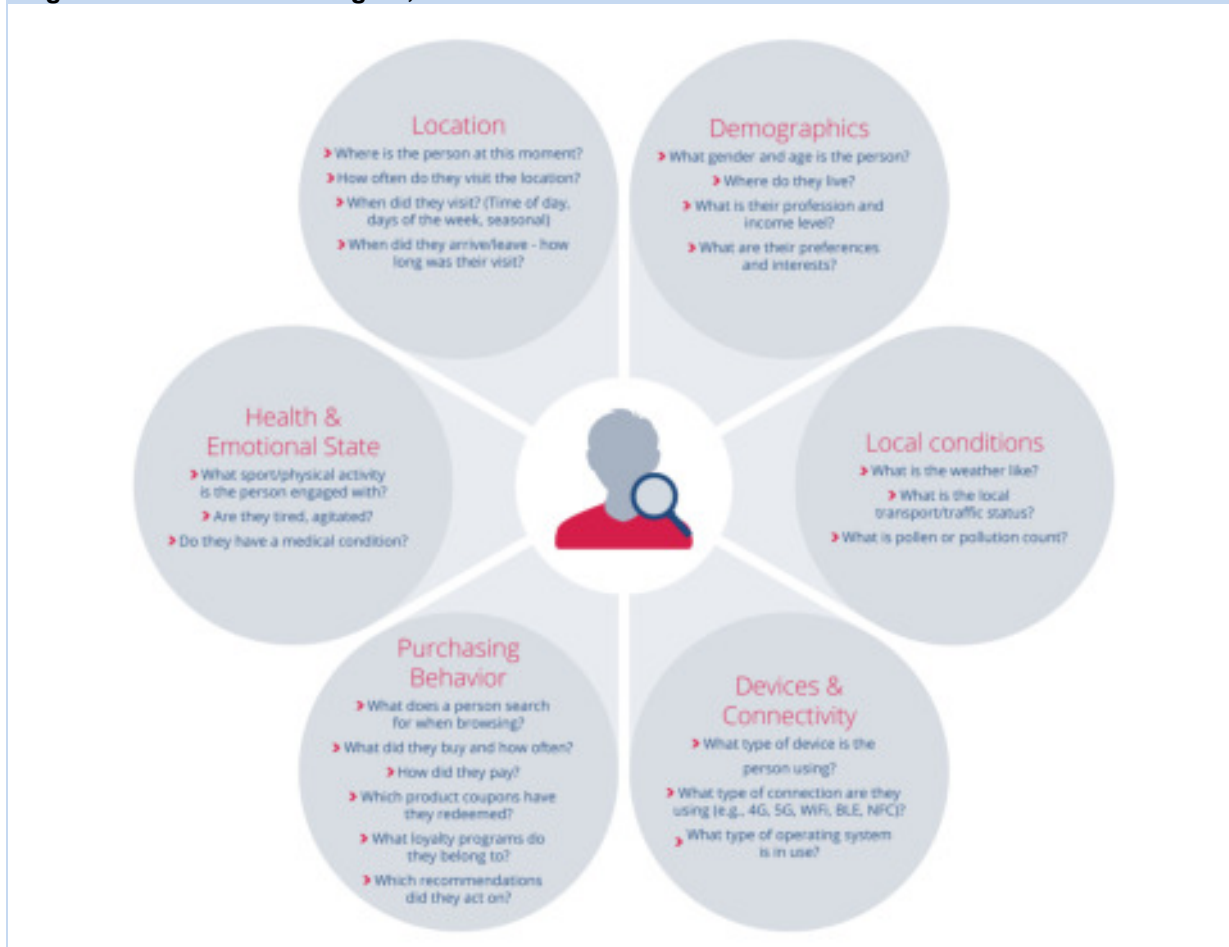 Location
› Where is the person at this moment?
› How often do they visit the location?
› When did they visit? (Time of day,
days of the week, seasonal)
› When did they arrive/leave - how
long was their visit?
Demographics
› What gender and age is the person?
› Where do they live?
› What is their profession and
income level?
› What are their preferences
and interests?
Health &
Emotional State
› What sport/physical activity
is the person engaged with?
› Are they tired, agitated?
› Do they have a medical condition?
Local conditions
› What is the weather like?
› What is the local
transport/traffic status?
› What is pollen or pollution count?
Purchasing
Behavior
› What does a person search
for when browsing?
› What did they buy and how often?
› How did they pay?
› Which product coupons have
they redeemed?
› What loyalty programs do
they belong to?
› Which recommendations
did they act on?
Devices &
Connectivity
› What type of device is the
person using?
› What type of connection are they
using (e.g., 4G, 5G, WiFi, BLE, NFC)?
› What type of operating system
is in use?